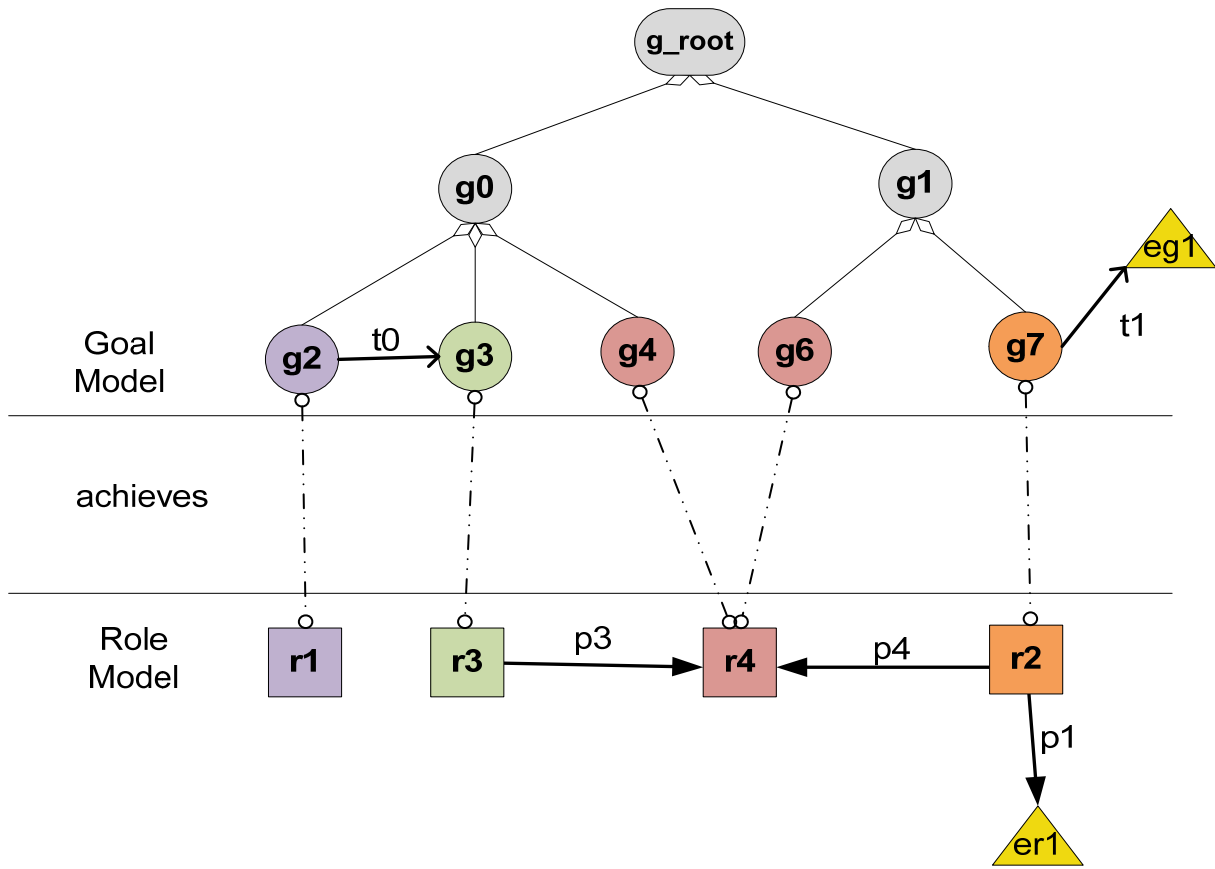 g_root
g0
g1
eg1
Goal
Model
t0
t1
g2
g3
g4
g6
g7
achieves
Role
Model
r1
r3
p3
r4
p4
r2
p1
er1